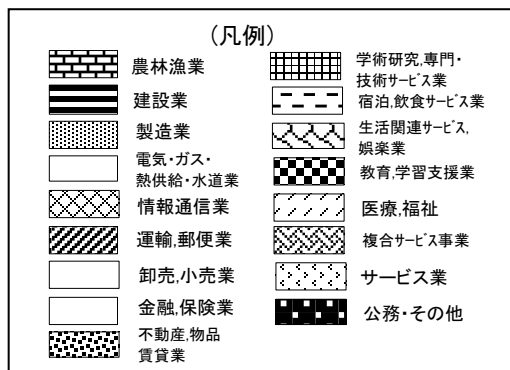 (凡例)
農林漁業
建設業
製造業
電気・ガス・
熱供給・水道業
情報通信業
運輸,郵便業
卸売,小売業
金融,保険業
不動産,物品
賃貸業
学術研究,専門・
技術サービス業
宿泊,飲食サービス業
生活関連サービス,
娯楽業
教育,学習支援業
医療,福祉
複合サービス事業
サービス業
公務・その他